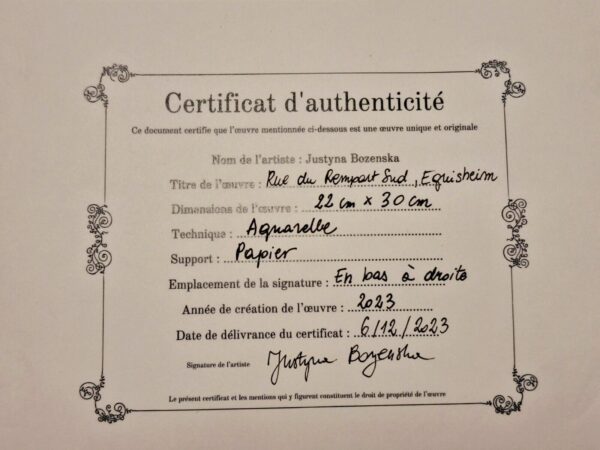 Certificat d'authenticité
Ce document certifie que l'œuvre mentionnée ci-dessous est une œuvre unique et originale
Nom de l'artiste : Justyna Bozenska
Titre de l'œuvre : Rue du Rempart Sud, Eguisheim
Dimensions de l'œuvre : 22 cm x 30 cm
Technique : Aquarelle
Support : Papier
Emplacement de la signature : En bas à droite
Année de création de l'œuvre : 2023
Date de délivrance du certificat : 6/12/2023
Signature de l'artiste Justyna Bozenska
Le présent certificat et les mentions qui y figurent constituent le droit de propriété de l'œuvre